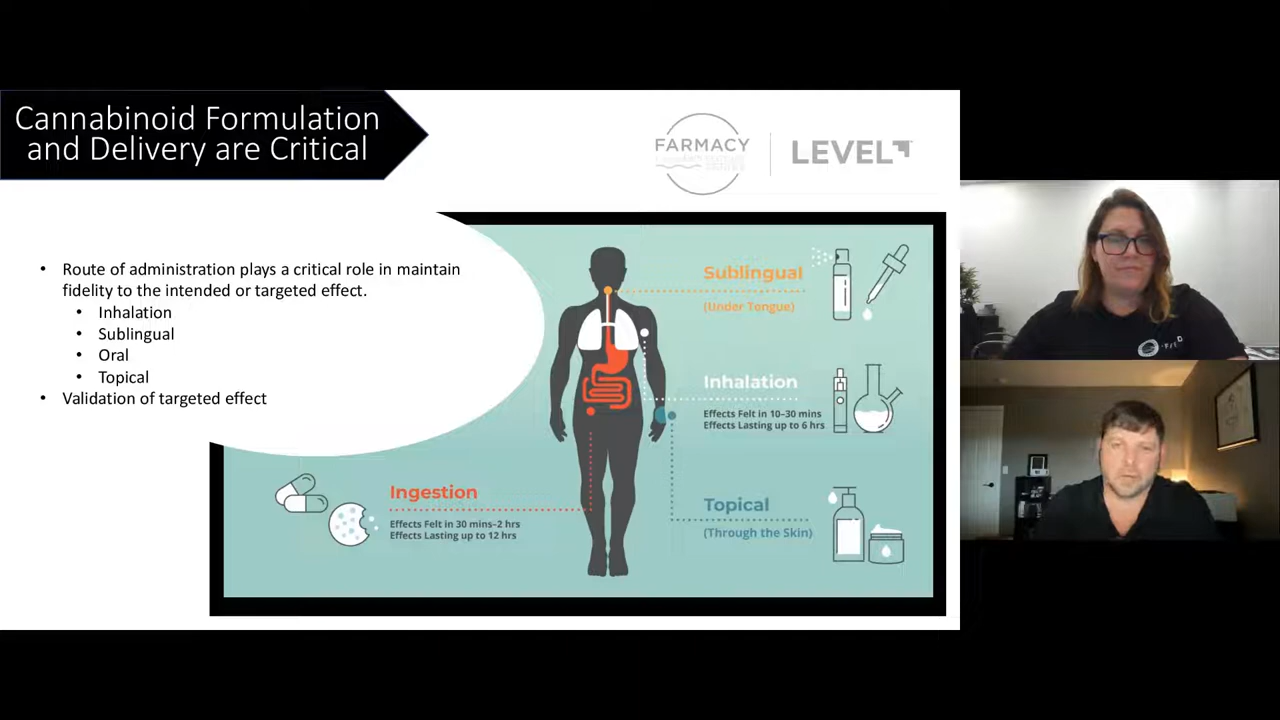 Cannabinoid Formulation
and Delivery are Critical
FARMACY
LEVEL
• Route of administration plays a critical role in maintain
fidelity to the intended or targeted effect.
• Inhalation
• Sublingual
• Oral
• Topical
• Validation of targeted effect
Sublingual
(Under Tongue)
Inhalation
Effects Felt in 10–30 mins
Effects Lasting up to 6 hrs
Ingestion
Effects Felt in 30 mins–2 hrs
Effects Lasting up to 12 hrs
Topical
(Through the Skin)